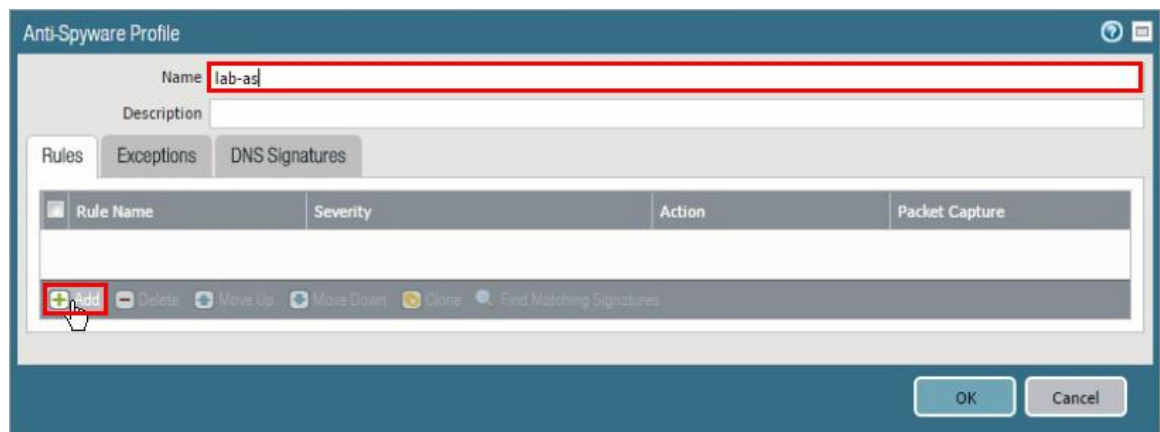 Anti-Spyware Profile
Name lab-as
Description
Rules Exceptions DNS Signatures
Rule Name Severity Action Packet Capture
Add Delete Move Up Move Down Clone Find Matching Signatures
OK Cancel